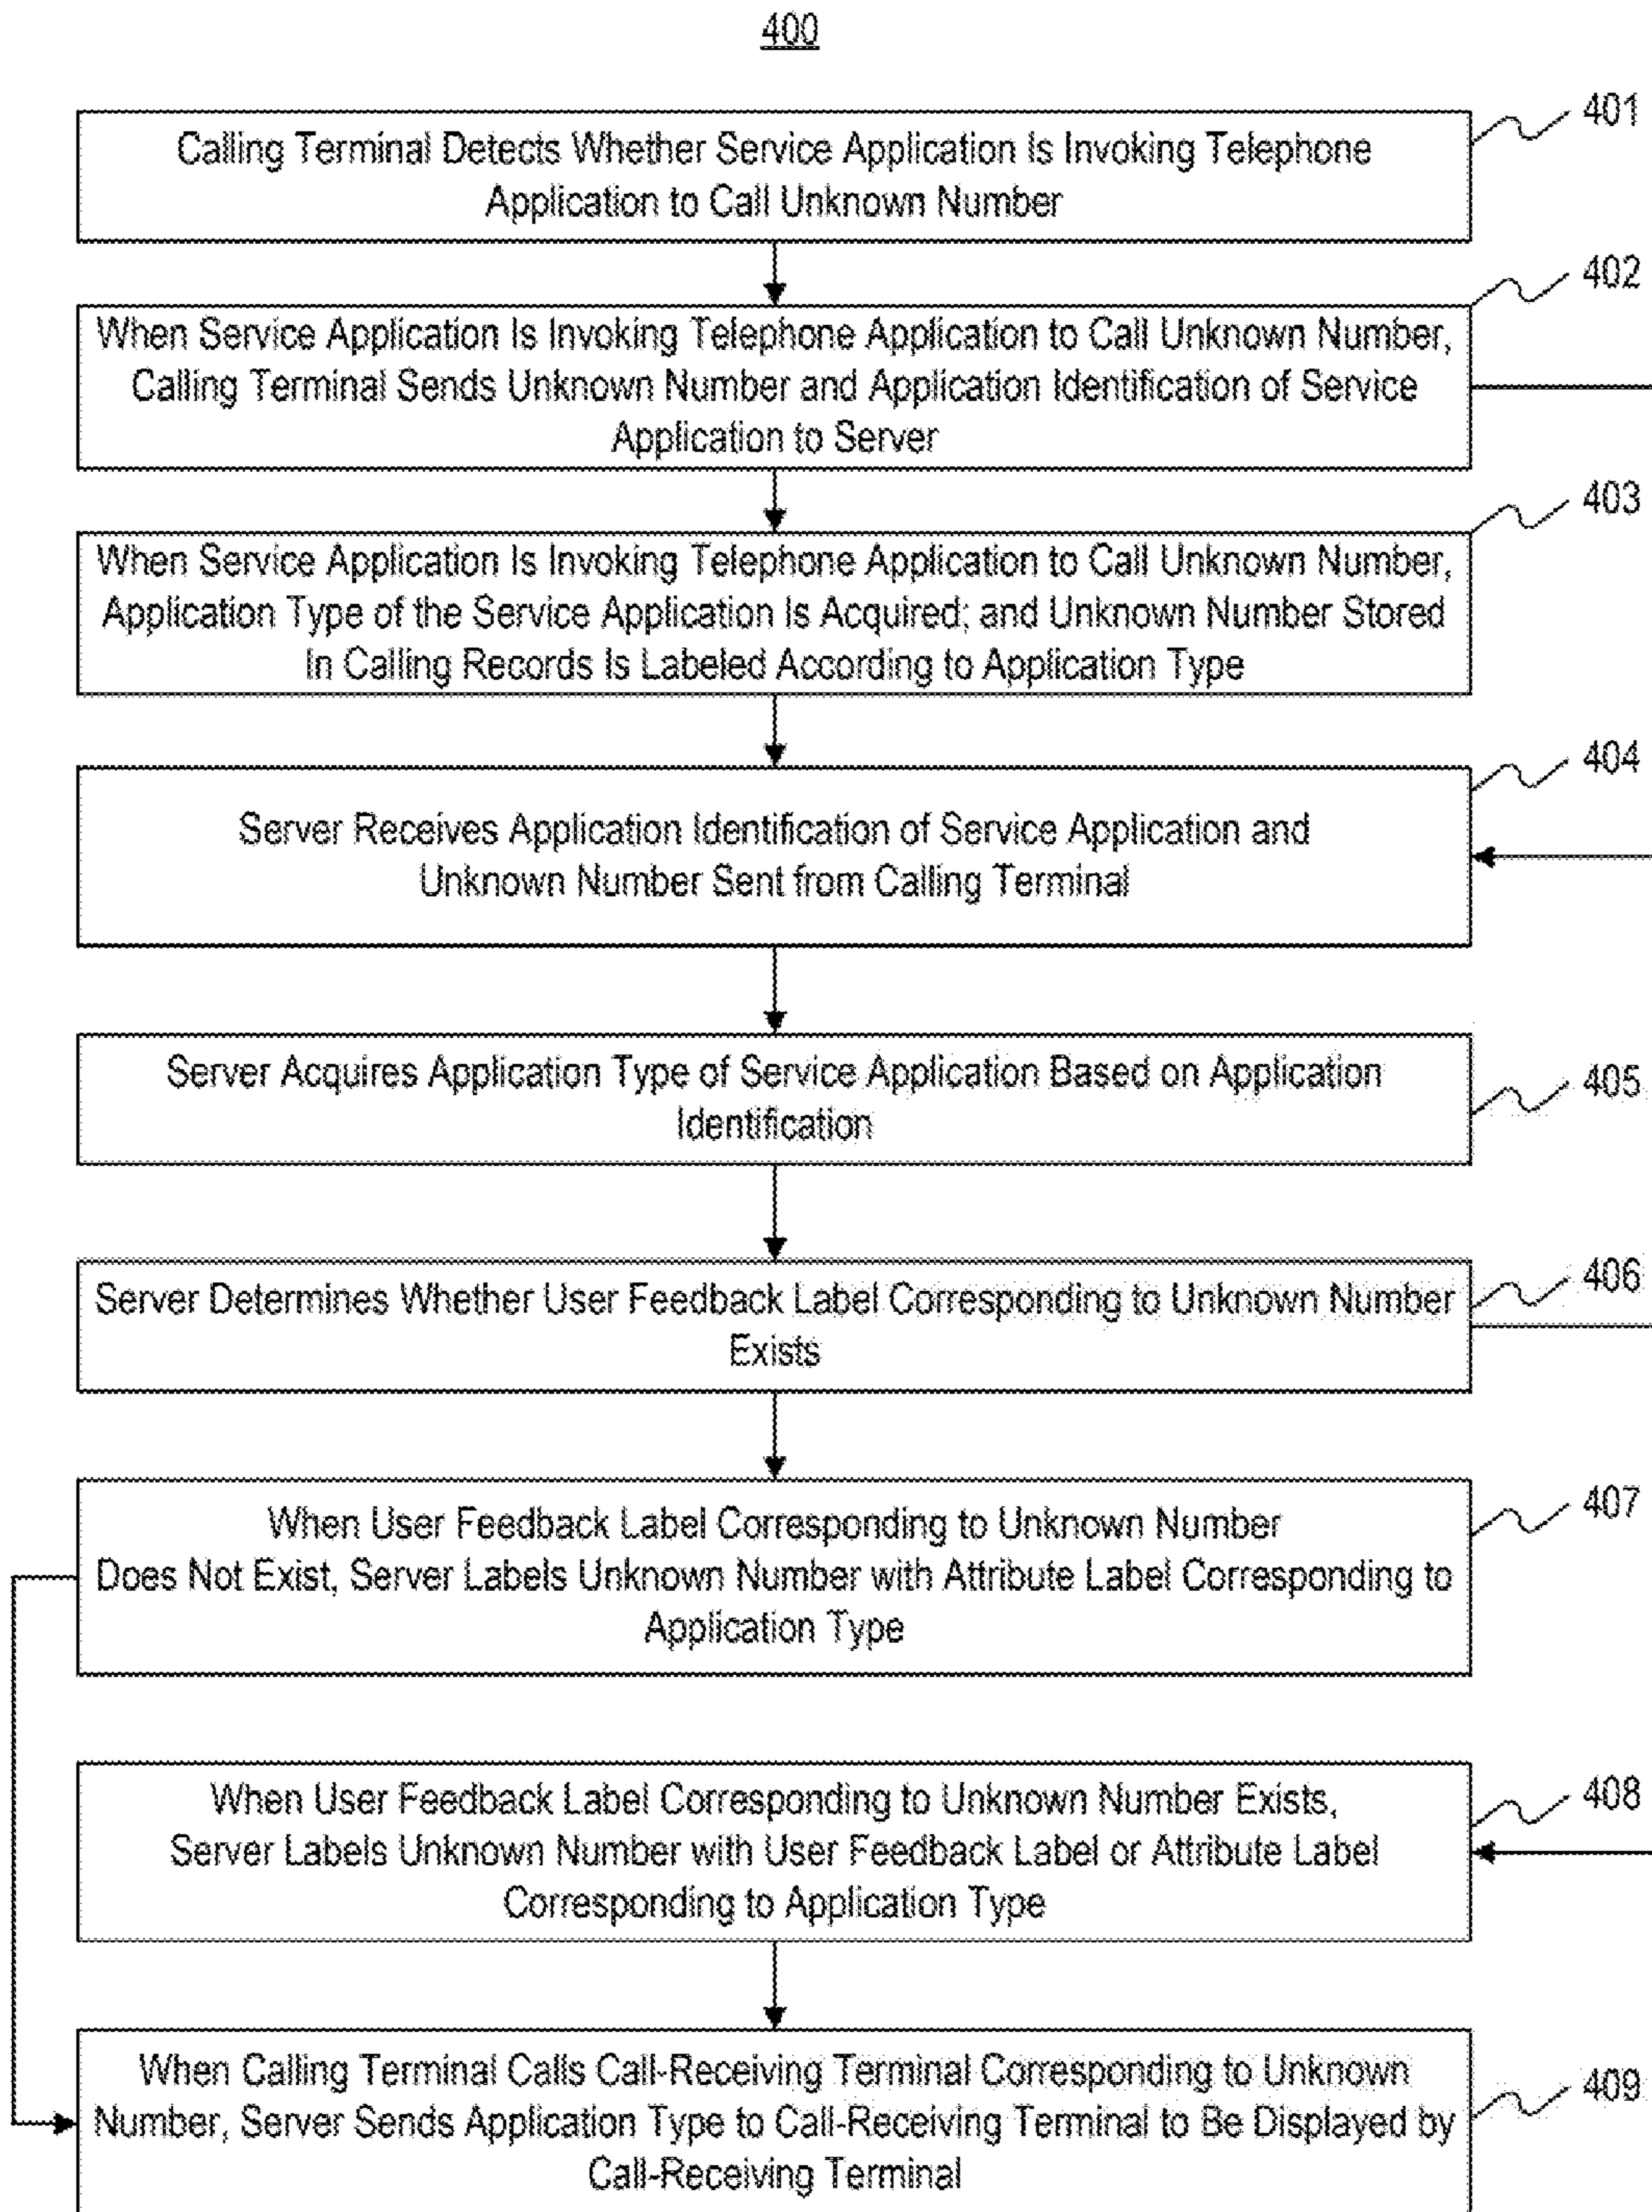 400
401
Calling Terminal Detects Whether Service Application Is Invoking Telephone
Application to Call Unknown Number
402
When Service Application Is Invoking Telephone Application to Call Unknown Number,
Calling Terminal Sends Unknown Number and Application Identification of Service
Application to Server
403
When Service Application Is Invoking Telephone Application to Call Unknown Number,
Application Type of the Service Application Is Acquired; and Unknown Number Stored
In Calling Records Is Labeled According to Application Type
404
Server Receives Application Identification of Service Application and
Unknown Number Sent from Calling Terminal
405
Server Acquires Application Type of Service Application Based on Application
Identification
406
Server Determines Whether User Feedback Label Corresponding to Unknown Number
Exists
407
When User Feedback Label Corresponding to Unknown Number
Does Not Exist, Server Labels Unknown Number with Attribute Label Corresponding to
Application Type
408
When User Feedback Label Corresponding to Unknown Number Exists,
Server Labels Unknown Number with User Feedback Label or Attribute Label
Corresponding to Application Type
409
When Calling Terminal Calls Call-Receiving Terminal Corresponding to Unknown
Number, Server Sends Application Type to Call-Receiving Terminal to Be Displayed by
Call-Receiving Terminal